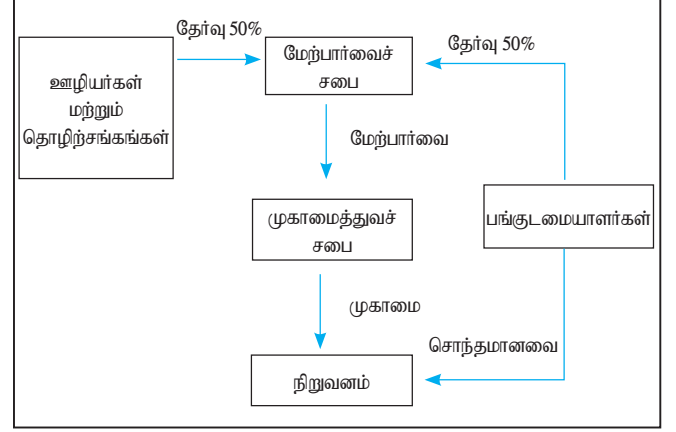 தேர்வு 50%
தேர்வு 50%
ஊழியர்கள்
மற்றும்
தொழிற்சங்கங்கள்
மேற்பார்வைச்
சபை
மேற்பார்வை
முகாமைத்துவச்
சபை
பங்குடமையாளர்கள்
முகாமை
சொந்தமானவை
நிறுவனம்